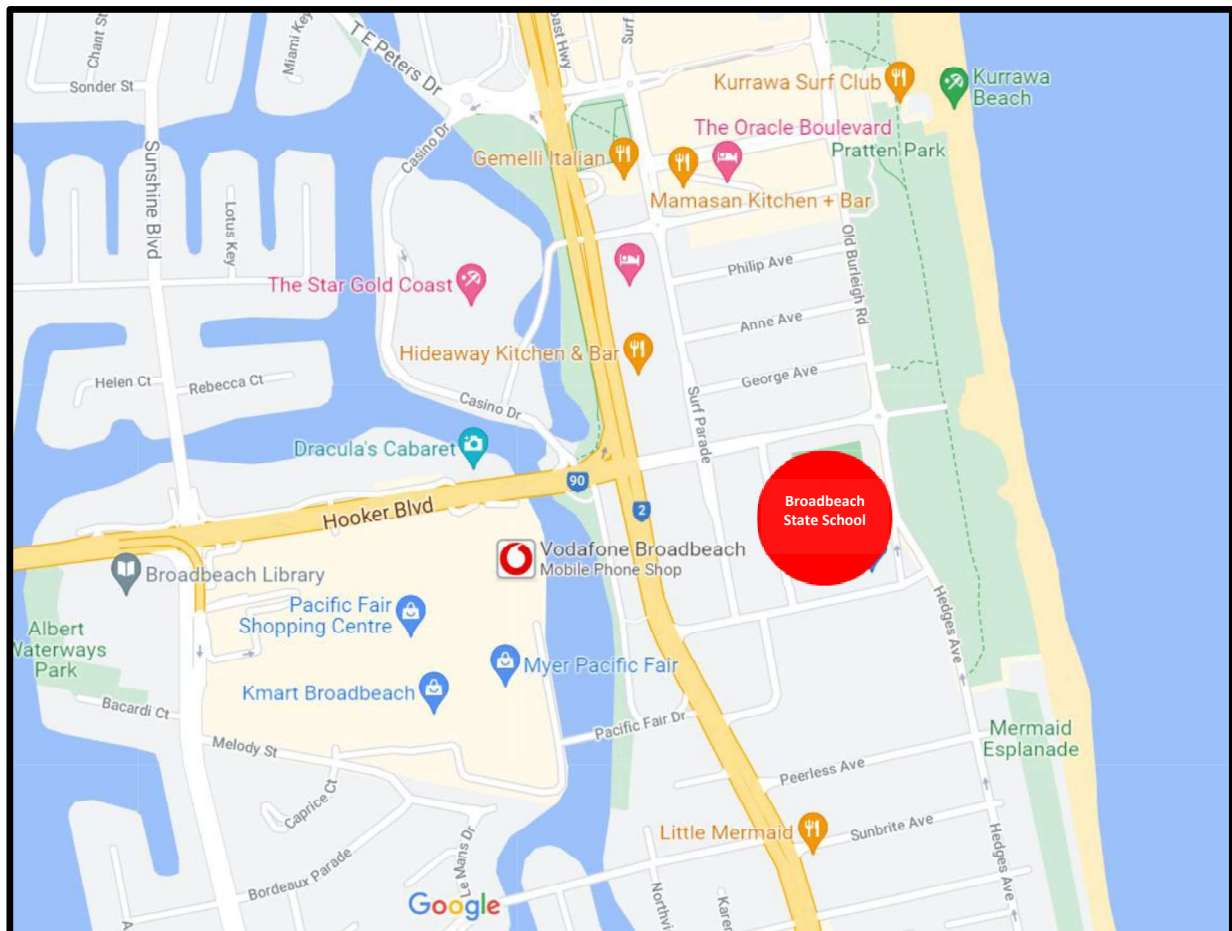 Chant St
Miami Key
T E Peters Dr
Surf
Sonder St
Kurrawa Surf Club
Kurrawa
Beach
Sunshine Blvd
Casino Dr
Gemelli Italian
The Oracle Boulevard
Pratten Park
Mamasan Kitchen + Bar
Lotus Key
Old Burleigh Rd
Philip Ave
The Star Gold Coast
Anne Ave
Hideaway Kitchen & Bar
Helen Ct
Rebecca Ct
George Ave
Surf Parade
Casino Dr
Dracula's Cabaret
90
Hooker Blvd
2
Broadbeach
State School
Vodafone Broadbeach
Mobile Phone Shop
Broadbeach Library
Pacific Fair
Shopping Centre
Hedges Ave
Albert
Waterways
Park
Myer Pacific Fair
Kmart Broadbeach
Bacardi Ct
Pacific Fair Dr
Mermaid
Esplanade
Melody St
Peerless Ave
Caprice Ct
Little Mermaid
Sunbrite Ave
Le Mans Dr
Hedges Ave
Bordeaux Parade
Google